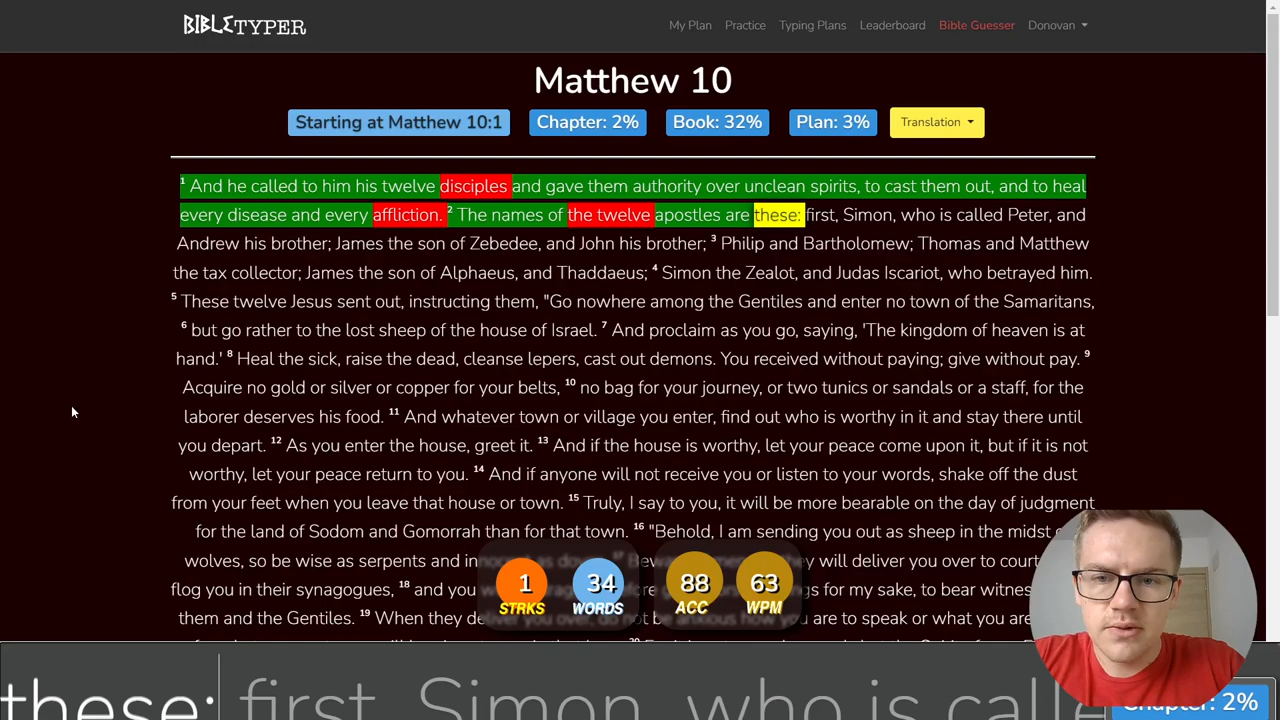 BIBLETYPER
My Plan Practice Typing Plans Leaderboard Bible Guesser Donovan
Matthew 10
Starting at Matthew 10:1 Chapter: 2% Book: 32% Plan: 3% Translation
1 And he called to him his twelve disciples and gave them authority over unclean spirits, to cast them out, and to heal
every disease and every affliction. 2 The names of the twelve apostles are these: first, Simon, who is called Peter, and
Andrew his brother; James the son of Zebedee, and John his brother; 3 Philip and Bartholomew; Thomas and Matthew
the tax collector; James the son of Alphaeus, and Thaddaeus; 4 Simon the Zealot, and Judas Iscariot, who betrayed him.
5 These twelve Jesus sent out, instructing them, "Go nowhere among the Gentiles and enter no town of the Samaritans,
6 but go rather to the lost sheep of the house of Israel. 7 And proclaim as you go, saying, 'The kingdom of heaven is at
hand.' 8 Heal the sick, raise the dead, cleanse lepers, cast out demons. You received without paying; give without pay. 9
Acquire no gold or silver or copper for your belts, 10 no bag for your journey, or two tunics or sandals or a staff, for the
laborer deserves his food. 11 And whatever town or village you enter, find out who is worthy in it and stay there until
you depart. 12 As you enter the house, greet it. 13 And if the house is worthy, let your peace come upon it, but if it is not
worthy, let your peace return to you. 14 And if anyone will not receive you or listen to your words, shake off the dust
from your feet when you leave that house or town. 15 Truly, I say to you, it will be more bearable on the day of judgment
for the land of Sodom and Gomorrah than for that town. 16 "Behold, I am sending you out as sheep in the midst
wolves, so be wise as serpents and will deliver you over to
flog you in their synagogues, 18 and you for my sake, to bear
them and the Gentiles. 19 When they you are to speak or what you are
1 STRKS 34 WORDS 88 ACC 63 WPM
these: first, Simon, who is Chapter: 2%